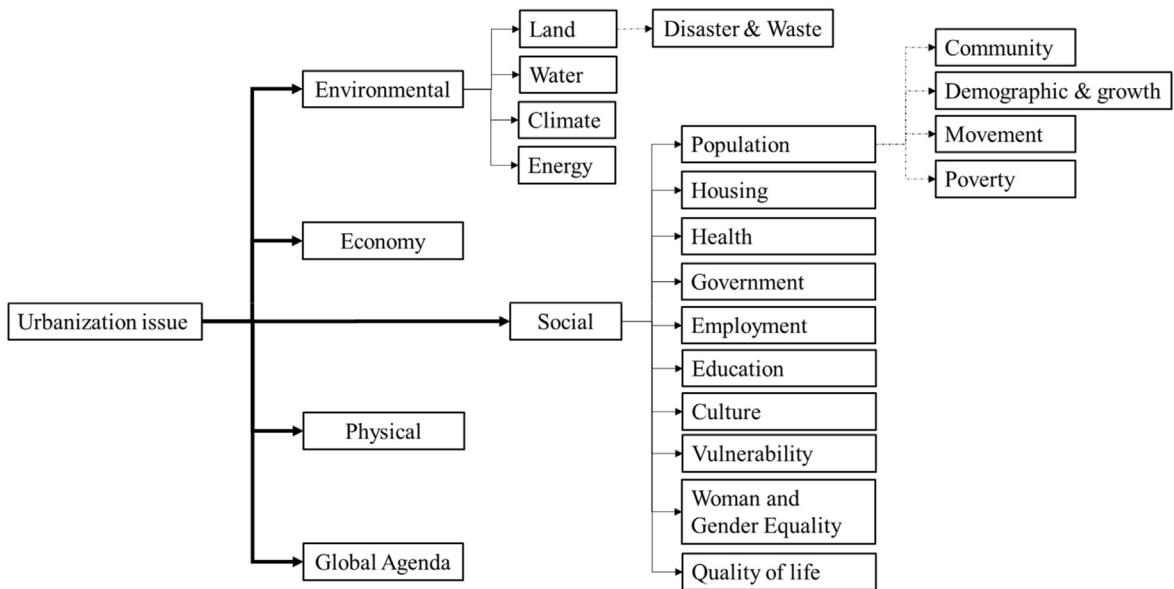 Urbanization issue
Environmental
Land
Disaster & Waste
Water
Climate
Energy
Economy
Social
Population
Community
Demographic & growth
Movement
Poverty
Housing
Health
Government
Employment
Education
Culture
Vulnerability
Woman and
Gender Equality
Quality of life
Physical
Global Agenda